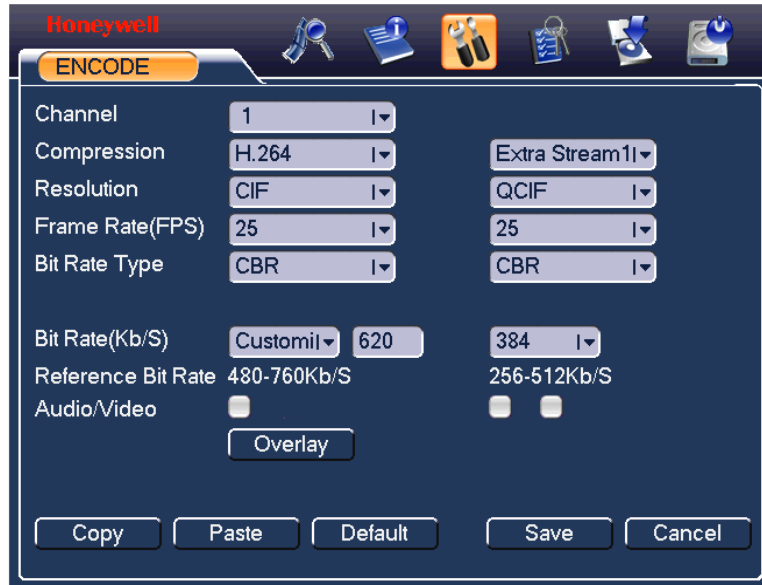 Honeywell
ENCODE
Channel 1
Compression H.264 Extra Stream1
Resolution CIF QCIF
Frame Rate(FPS) 25 25
Bit Rate Type CBR CBR
Bit Rate(Kb/S) Customi 620 384
Reference Bit Rate 480-760Kb/S 256-512Kb/S
Audio/Video
Overlay
Copy Paste Default Save Cancel